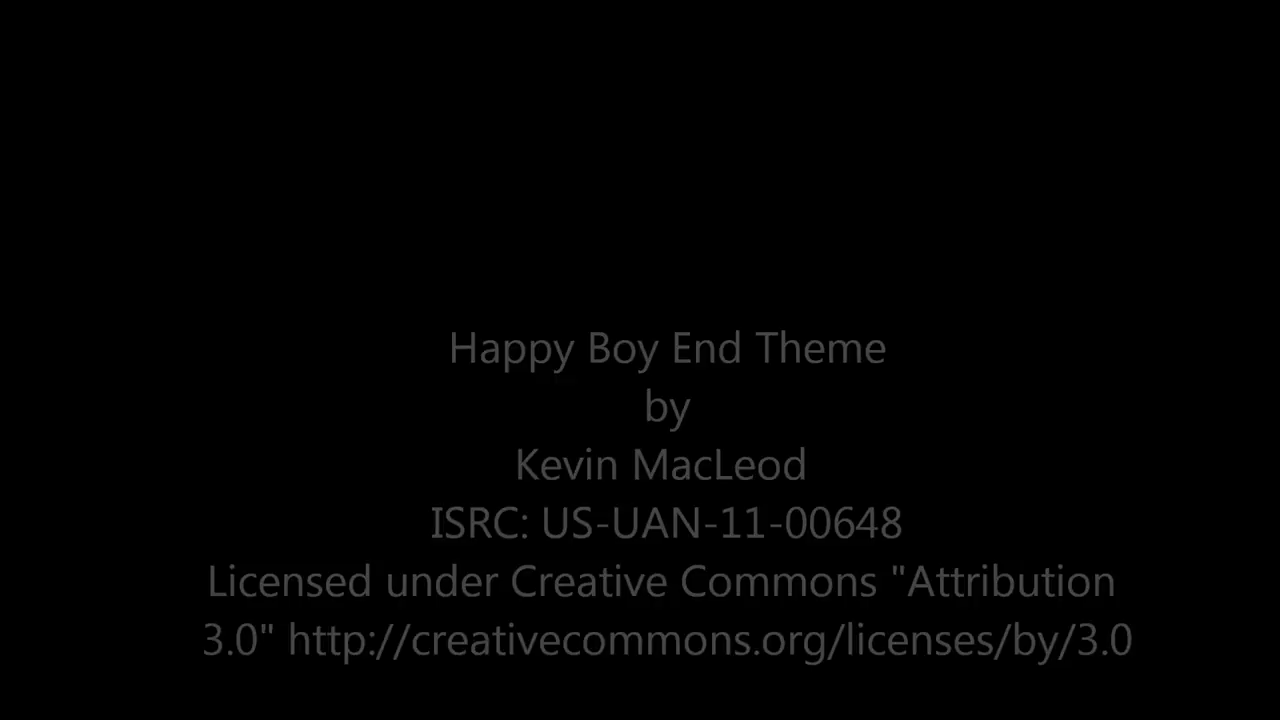 Happy Boy End Theme
by
Kevin MacLeod
ISRC: US-UAN-11-00648
Licensed under Creative Commons "Attribution
3.0" http://creativecommons.org/licenses/by/3.0